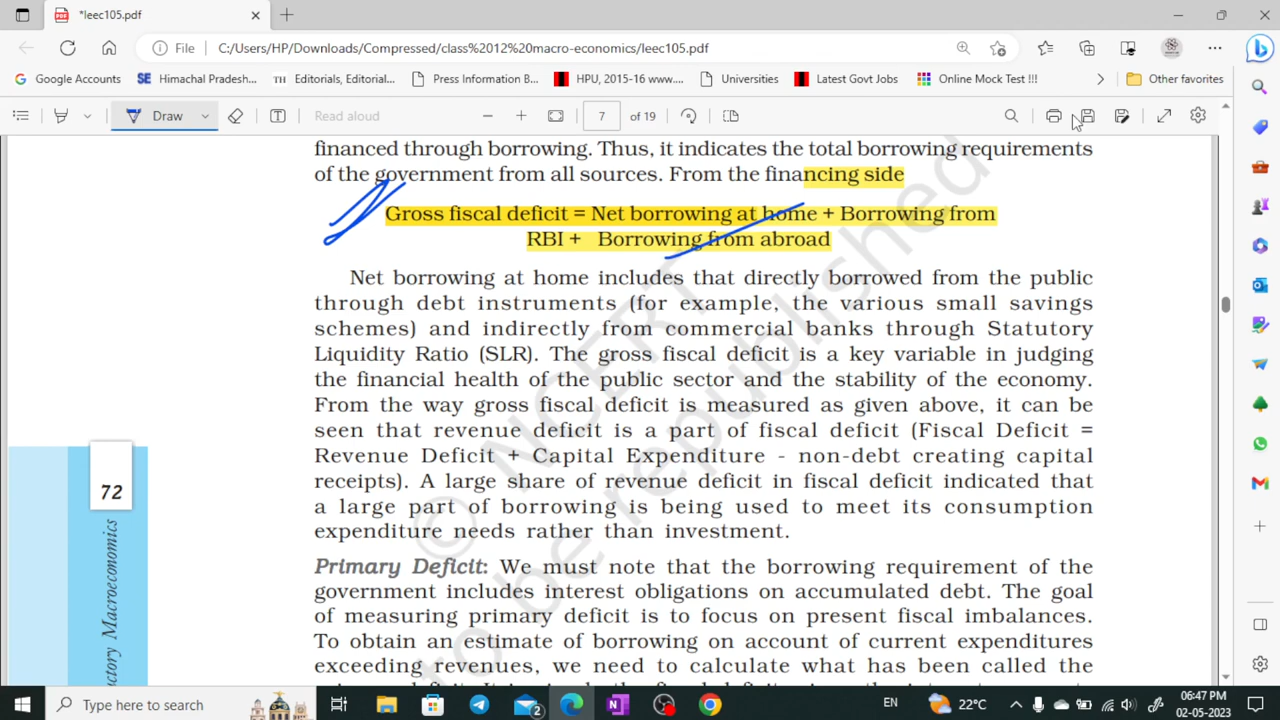 *leec105.pdf
File
C:/Users/HP/Downloads/Compressed/class%2012%20macro-economics/leec105.pdf
Google Accounts
SE Himachal Pradesh...
TH Editorials, Editorial...
Press Information B...
HPU, 2015-16 www....
Universities
Latest Govt Jobs
Online Mock Test !!!
Other favorites
Draw
Read aloud
7 of 19
financed through borrowing. Thus, it indicates the total borrowing requirements
of the government from all sources. From the financing side
Gross fiscal deficit = Net borrowing at home + Borrowing from
RBI + Borrowing from abroad
Net borrowing at home includes that directly borrowed from the public
through debt instruments (for example, the various small savings
schemes) and indirectly from commercial banks through Statutory
Liquidity Ratio (SLR). The gross fiscal deficit is a key variable in judging
the financial health of the public sector and the stability of the economy.
From the way gross fiscal deficit is measured as given above, it can be
seen that revenue deficit is a part of fiscal deficit (Fiscal Deficit =
Revenue Deficit + Capital Expenditure - non-debt creating capital
receipts). A large share of revenue deficit in fiscal deficit indicated that
a large part of borrowing is being used to meet its consumption
expenditure needs rather than investment.
Primary Deficit: We must note that the borrowing requirement of the
government includes interest obligations on accumulated debt. The goal
of measuring primary deficit is to focus on present fiscal imbalances.
To obtain an estimate of borrowing on account of current expenditures
exceeding revenues, we need to calculate what has been called the
72
actory Macroeconomics
© NCERT
to be republished
Type here to search
2
EN
22°C
06:47 PM
02-05-2023